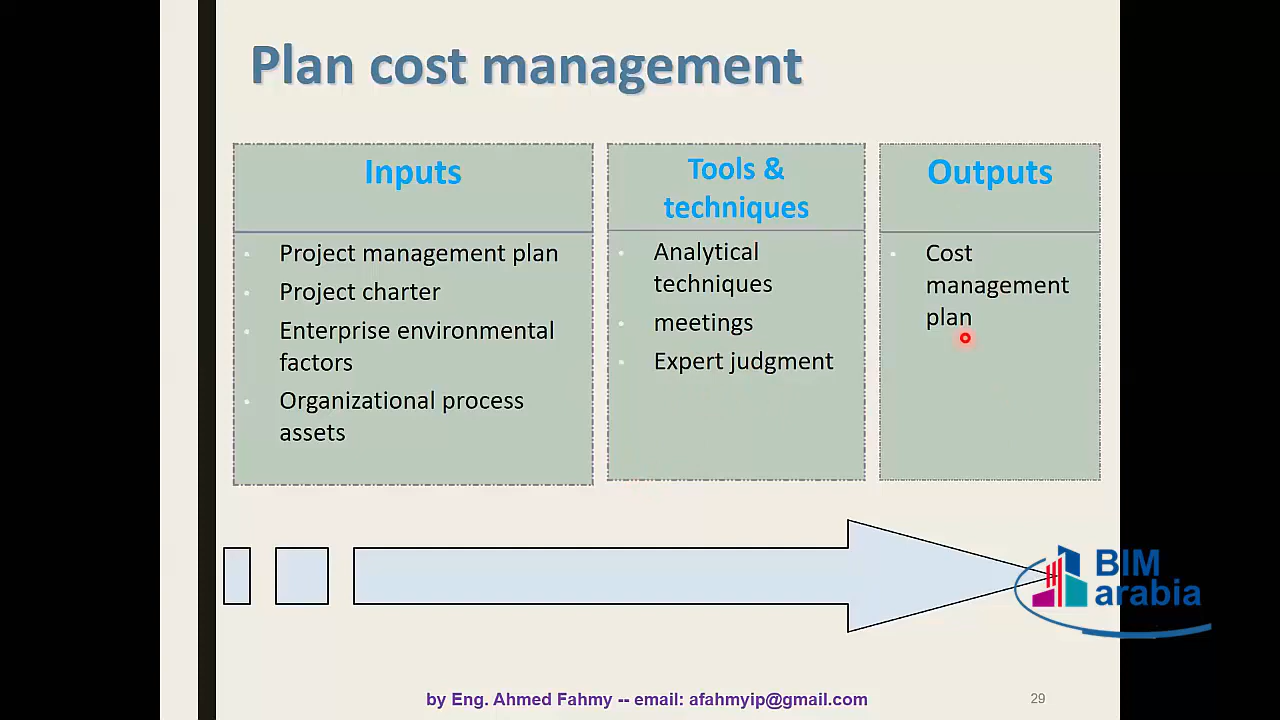 Plan cost management
Inputs
Project management plan
Project charter
Enterprise environmental
factors
Organizational process
assets
Tools &
techniques
Analytical
techniques
meetings
Expert judgment
Outputs
Cost
management
plan
BIM
arabia
by Eng. Ahmed Fahmy -- email: afahmyip@gmail.com
29